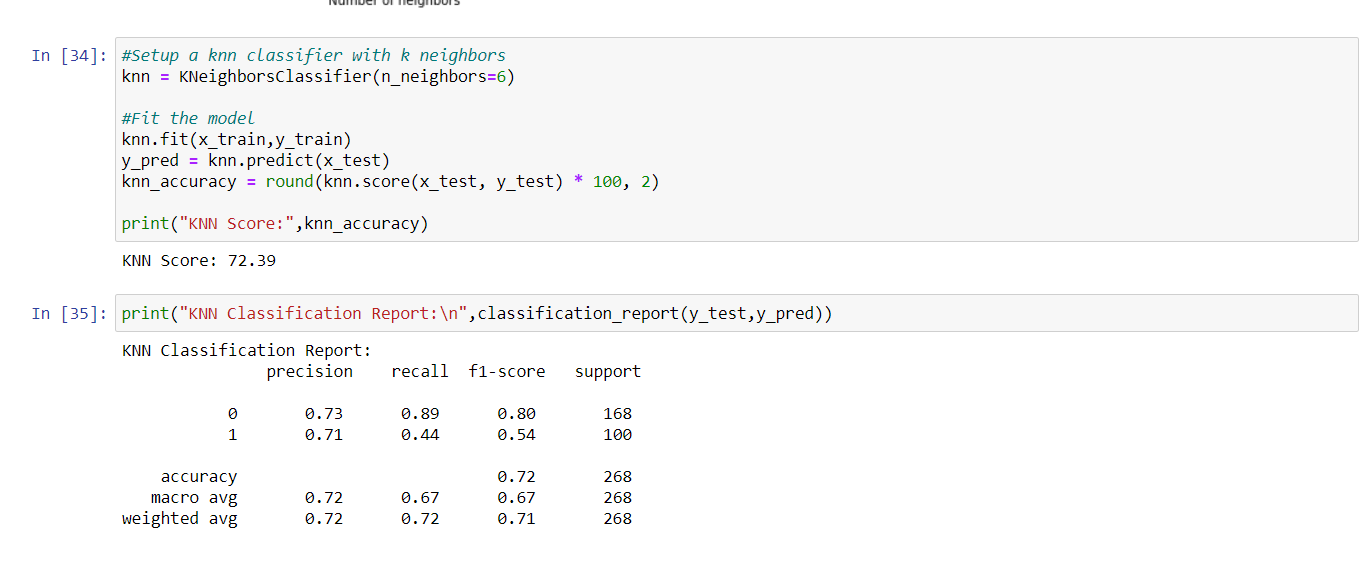 Number of neighbors
In [34]: #Setup a knn classifier with k neighbors
knn = KNeighborsClassifier(n_neighbors=6)
#Fit the model
knn.fit(x_train,y_train)
y_pred = knn.predict(x_test)
knn_accuracy = round(knn.score(x_test, y_test) * 100, 2)
print("KNN Score:",knn_accuracy)
KNN Score: 72.39
In [35]: print("KNN Classification Report:\n",classification_report(y_test,y_pred))
KNN Classification Report:
precision recall f1-score support
0 0.73 0.89 0.80 168
1 0.71 0.44 0.54 100
accuracy 0.72 268
macro avg 0.72 0.67 0.67 268
weighted avg 0.72 0.72 0.71 268